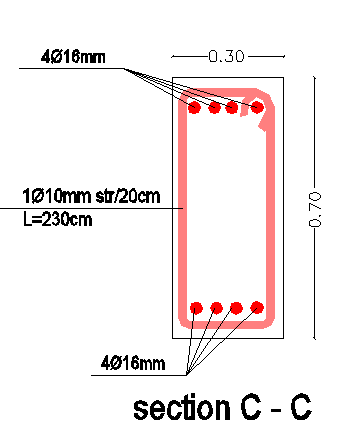 0.30
4Ø16mm
1Ø10mm str/20cm
L=230cm
0.70
4Ø16mm
section C - C